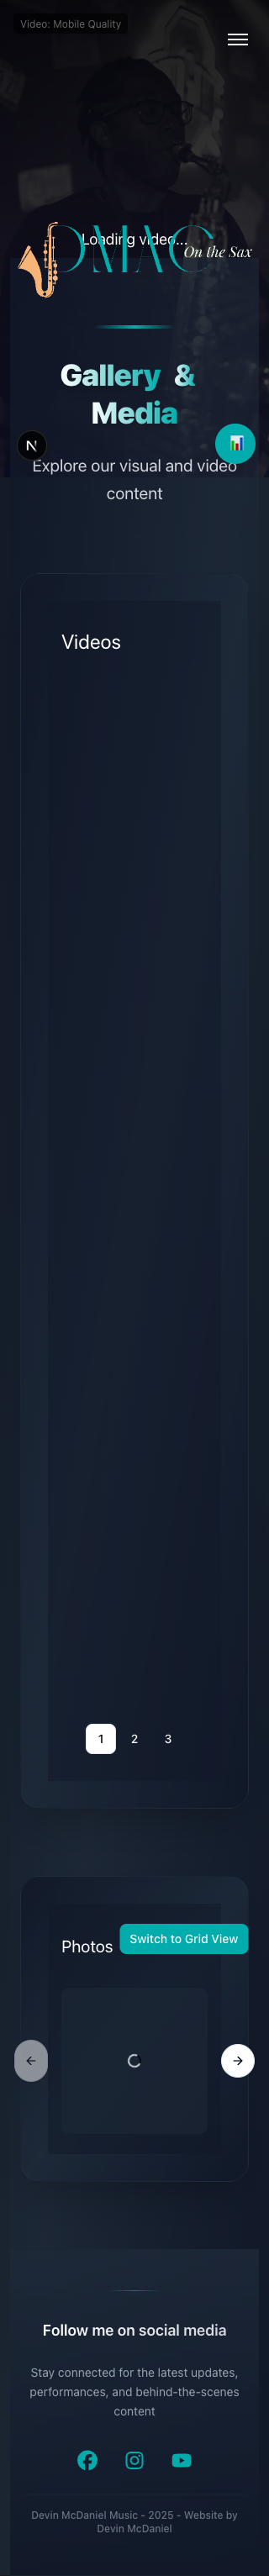 Video: Mobile Quality
Loading video...
DMAC
On the Sax
Gallery &
Media
N
Explore our visual and video
content
Videos
1 2 3
Photos
Switch to Grid View
Follow me on social media
Stay connected for the latest updates,
performances, and behind-the-scenes
content
Devin McDaniel Music - 2025 - Website by
Devin McDaniel